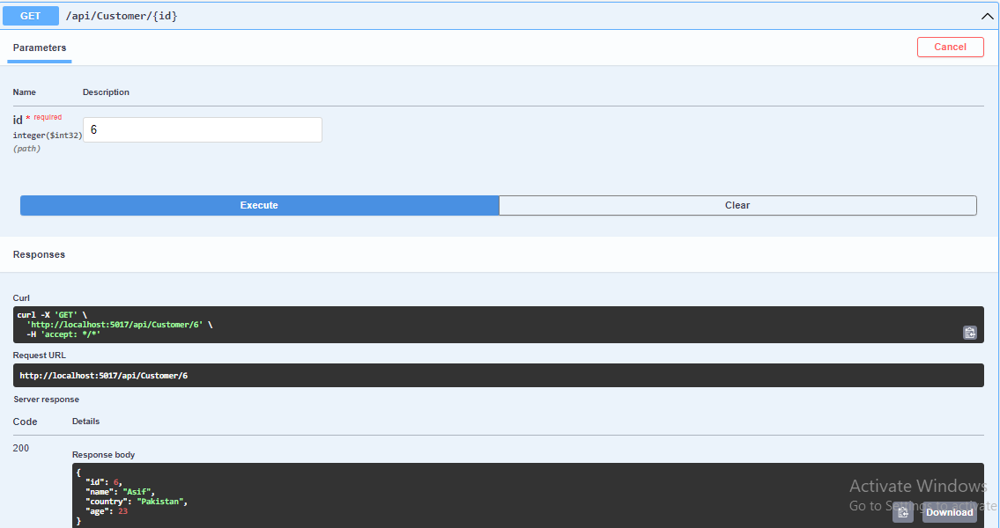 GET /api/Customer/{id}
Parameters
Cancel
Name Description
id * required
integer($int32)
(path)
6
Execute Clear
Responses
Curl
curl -X 'GET' \
'http://localhost:5017/api/Customer/6' \
-H 'accept: */*'
Request URL
http://localhost:5017/api/Customer/6
Server response
Code Details
200
Response body
{
"id": 6,
"name": "Asif",
"country": "Pakistan",
"age": 23
}
Activate Windows
Go to Settings to activate
Download